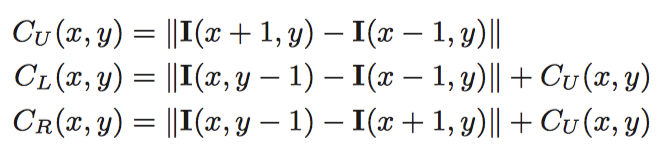 C_U(x, y) = ‖I(x + 1, y) − I(x − 1, y)‖
C_L(x, y) = ‖I(x, y − 1) − I(x − 1, y)‖ + C_U(x, y)
C_R(x, y) = ‖I(x, y − 1) − I(x + 1, y)‖ + C_U(x, y)